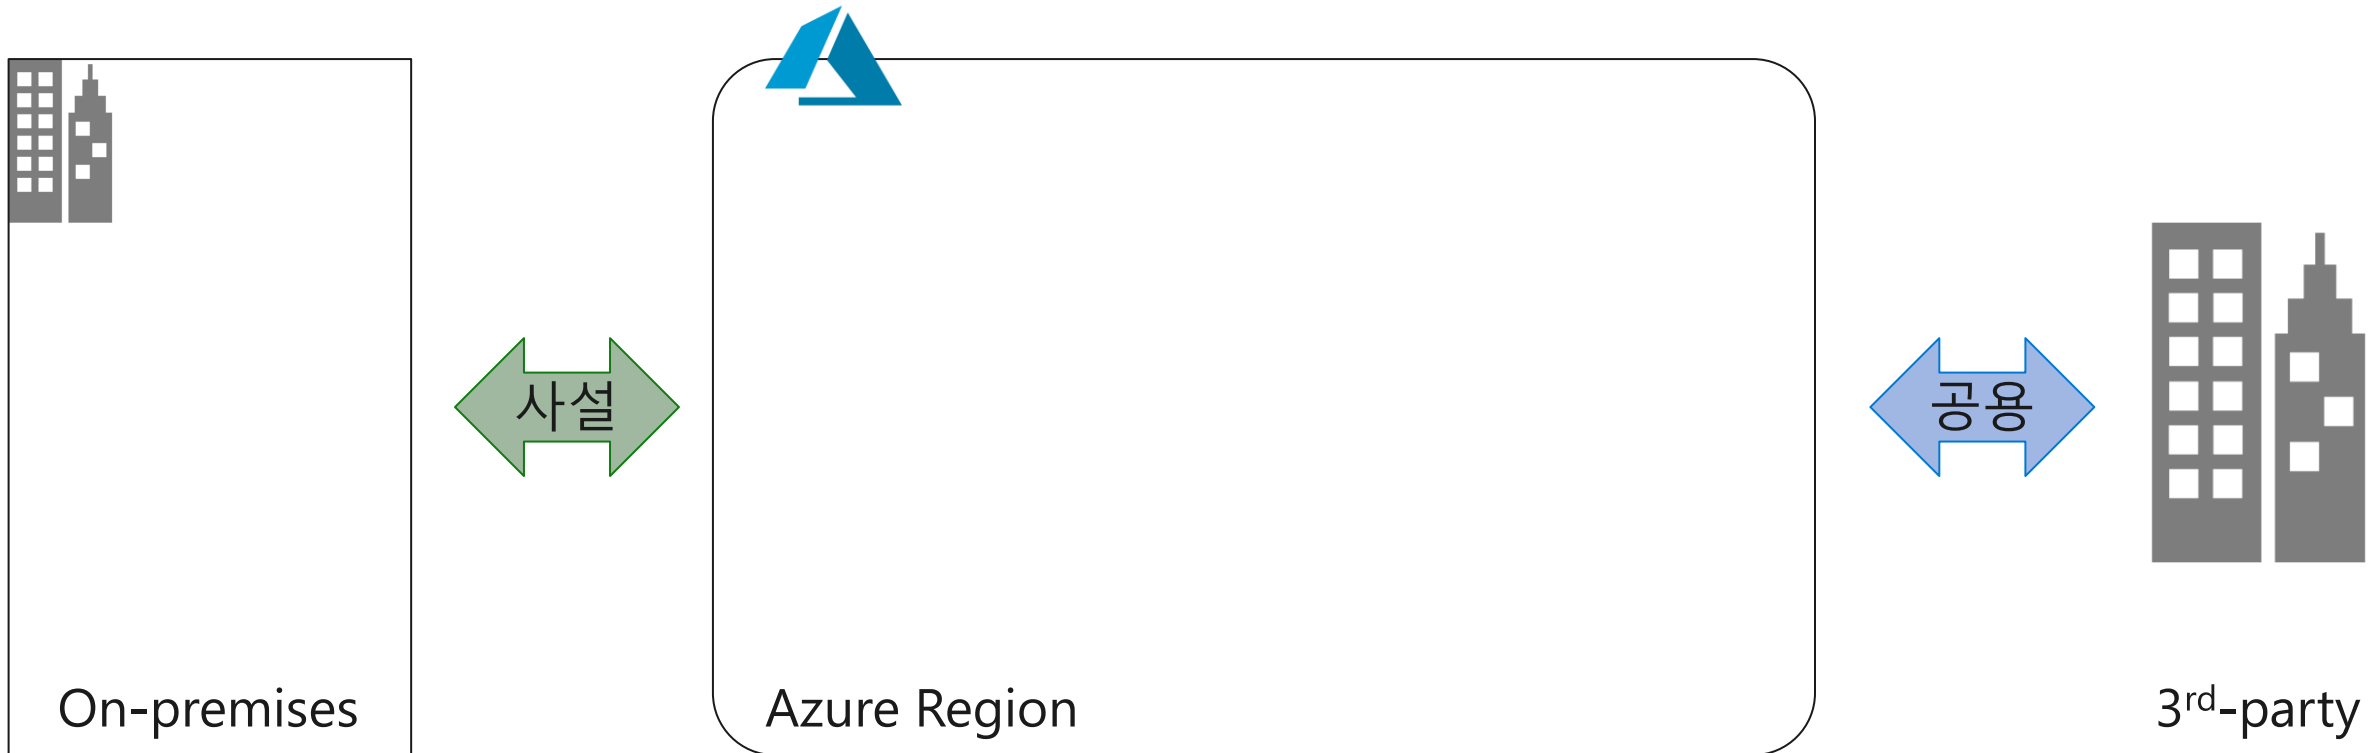 사설
공용
On-premises
Azure Region
3rd-party